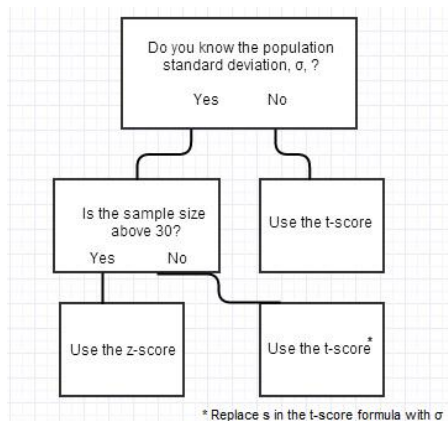 Do you know the population
standard deviation, σ, ?
Yes No
Is the sample size
above 30?
Yes No
Use the t-score
Use the z-score
Use the t-score*
* Replace s in the t-score formula with σ